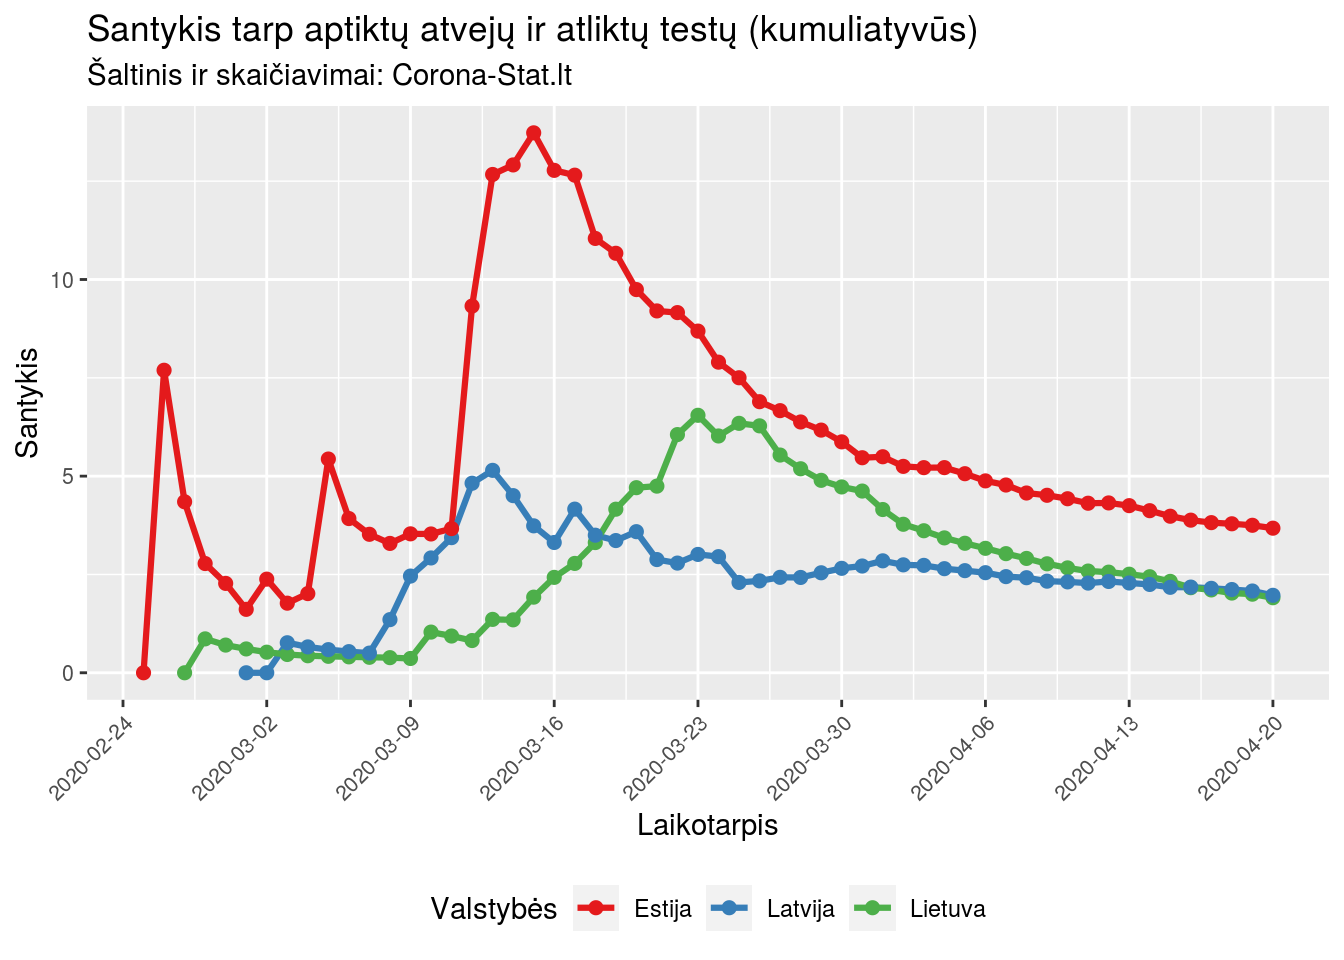 Santykis tarp aptiktų atvejų ir atliktų testų (kumuliatyvūs)
Šaltinis ir skaičiavimai: Corona-Stat.lt
Santykis
10
5
0
2020-02-24
2020-03-02
2020-03-09
2020-03-16
2020-03-23
2020-03-30
2020-04-06
2020-04-13
2020-04-20
Laikotarpis
Valstybės Estija Latvija Lietuva